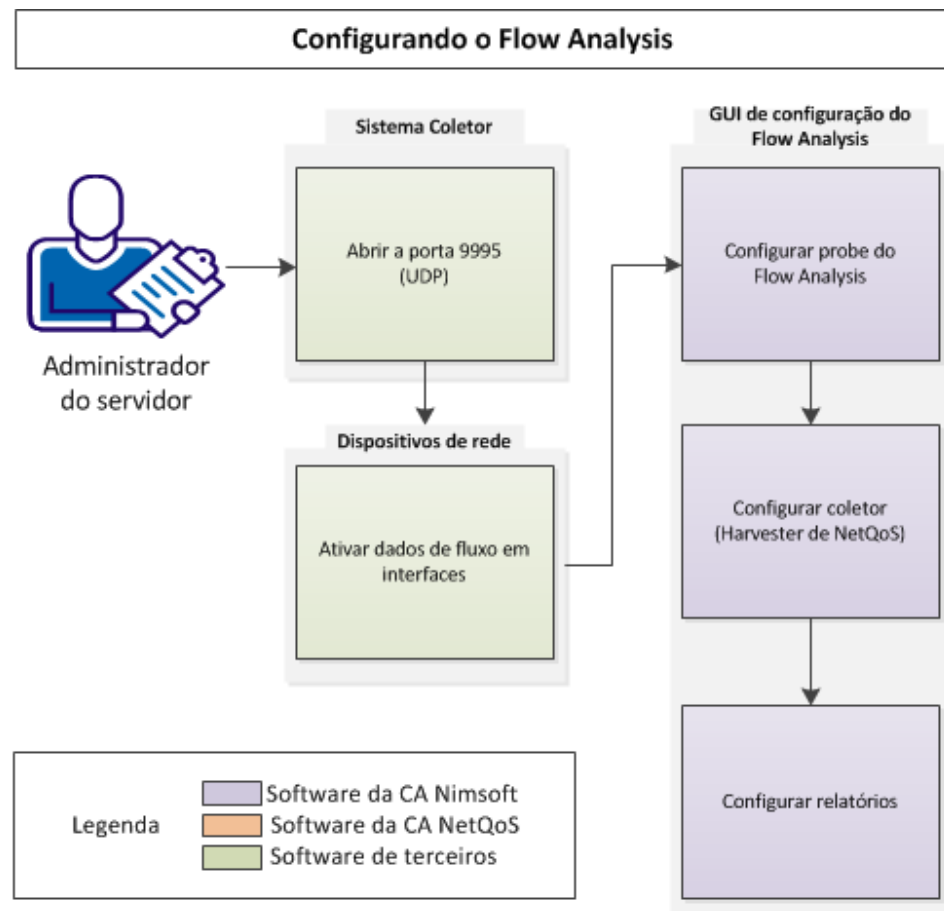 Configurando o Flow Analysis
Sistema Coletor
Abrir a porta 9995
(UDP)
Administrador
do servidor
Dispositivos de rede
Ativar dados de fluxo em
interfaces
GUI de configuração do
Flow Analysis
Configurar probe do
Flow Analysis
Configurar coletor
(Harvester de NetQoS)
Configurar relatórios
Legenda
Software da CA Nimsoft
Software da CA NetQoS
Software de terceiros